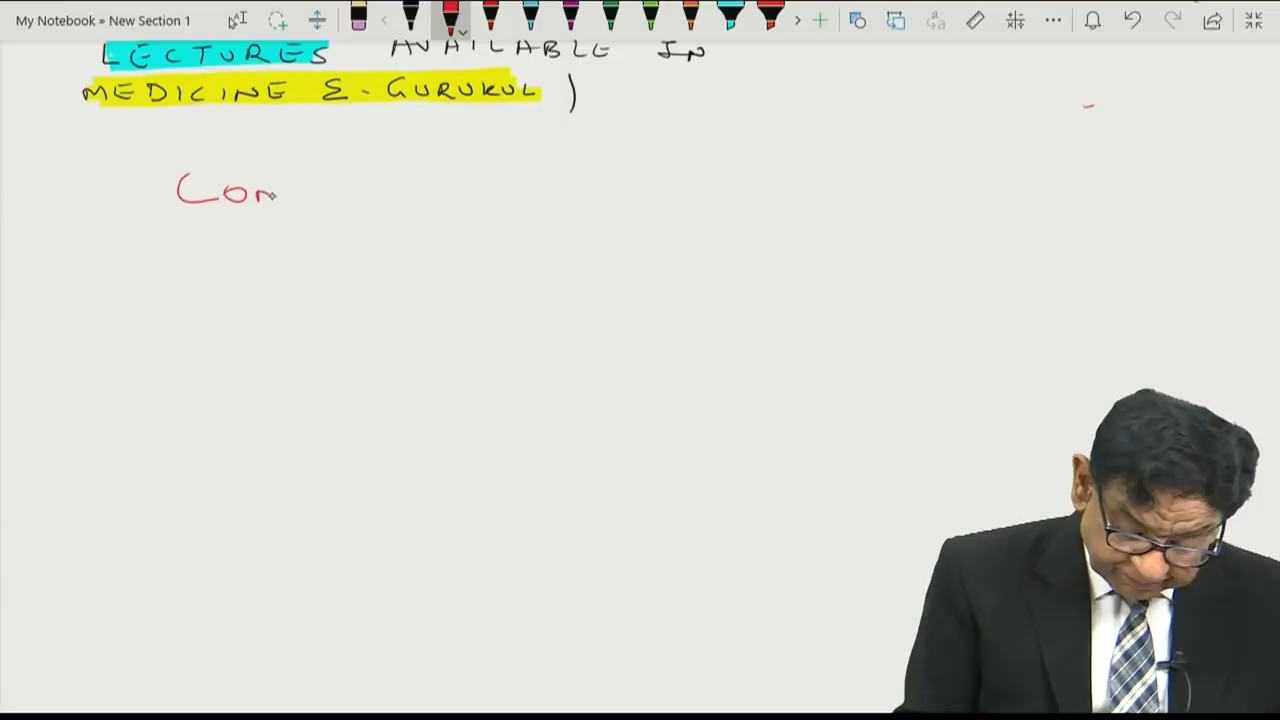 My Notebook » New Section 1
LECTURES AVAILABLE IN
MEDICINE E-GURUKUL )
Con